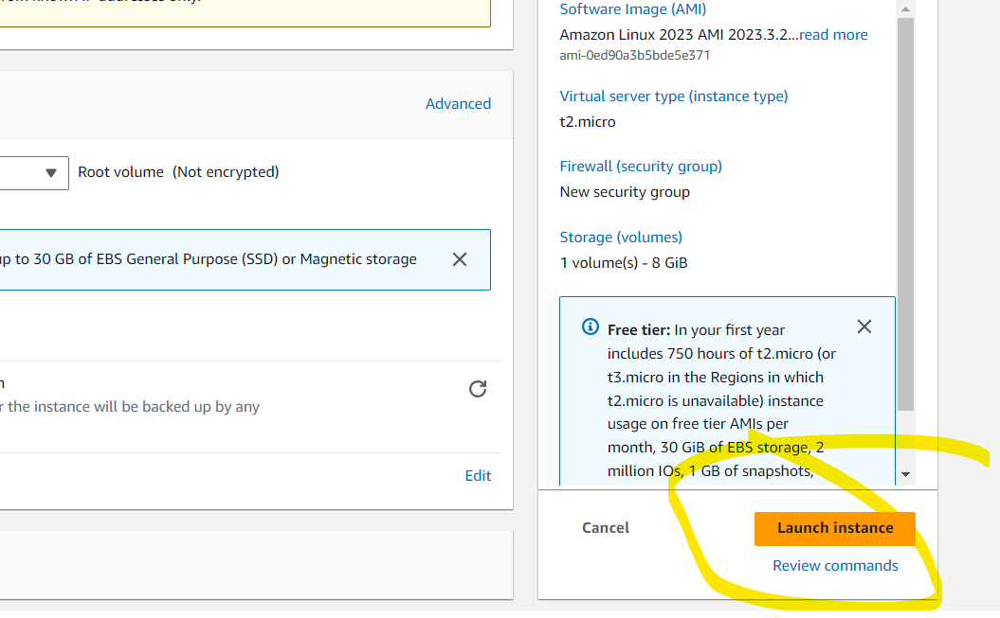 from known IP addresses only.
Advanced
Root volume (Not encrypted)
up to 30 GB of EBS General Purpose (SSD) or Magnetic storage
the instance will be backed up by any
Edit
Software Image (AMI)
Amazon Linux 2023 AMI 2023.3.2...read more
ami-0ed90a3b5bde5e371
Virtual server type (instance type)
t2.micro
Firewall (security group)
New security group
Storage (volumes)
1 volume(s) - 8 GiB
Free tier: In your first year
includes 750 hours of t2.micro (or
t3.micro in the Regions in which
t2.micro is unavailable) instance
usage on free tier AMIs per
month, 30 GiB of EBS storage, 2
million IOs, 1 GB of snapshots,
Cancel
Launch instance
Review commands